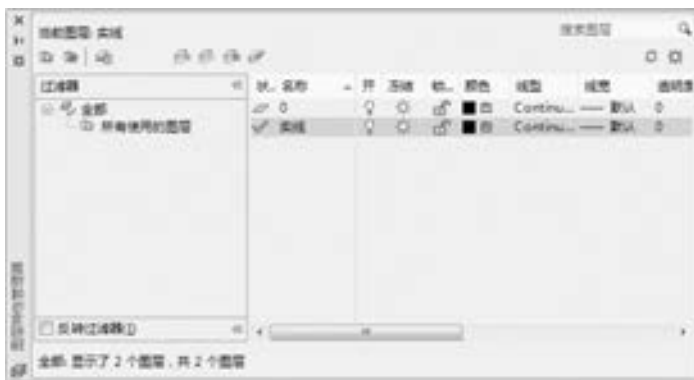 当前图层: 实线
搜索图层
过滤器
全部
所有使用的图层
反转过滤器(I)
状.. 名称 开 冻结 锁... 颜色 线型 线宽 透明度
0 白 Continu... 默认 0
实线 白 Continu... 默认 0
全部: 显示了 2 个图层，共 2 个图层
图层特性管理器